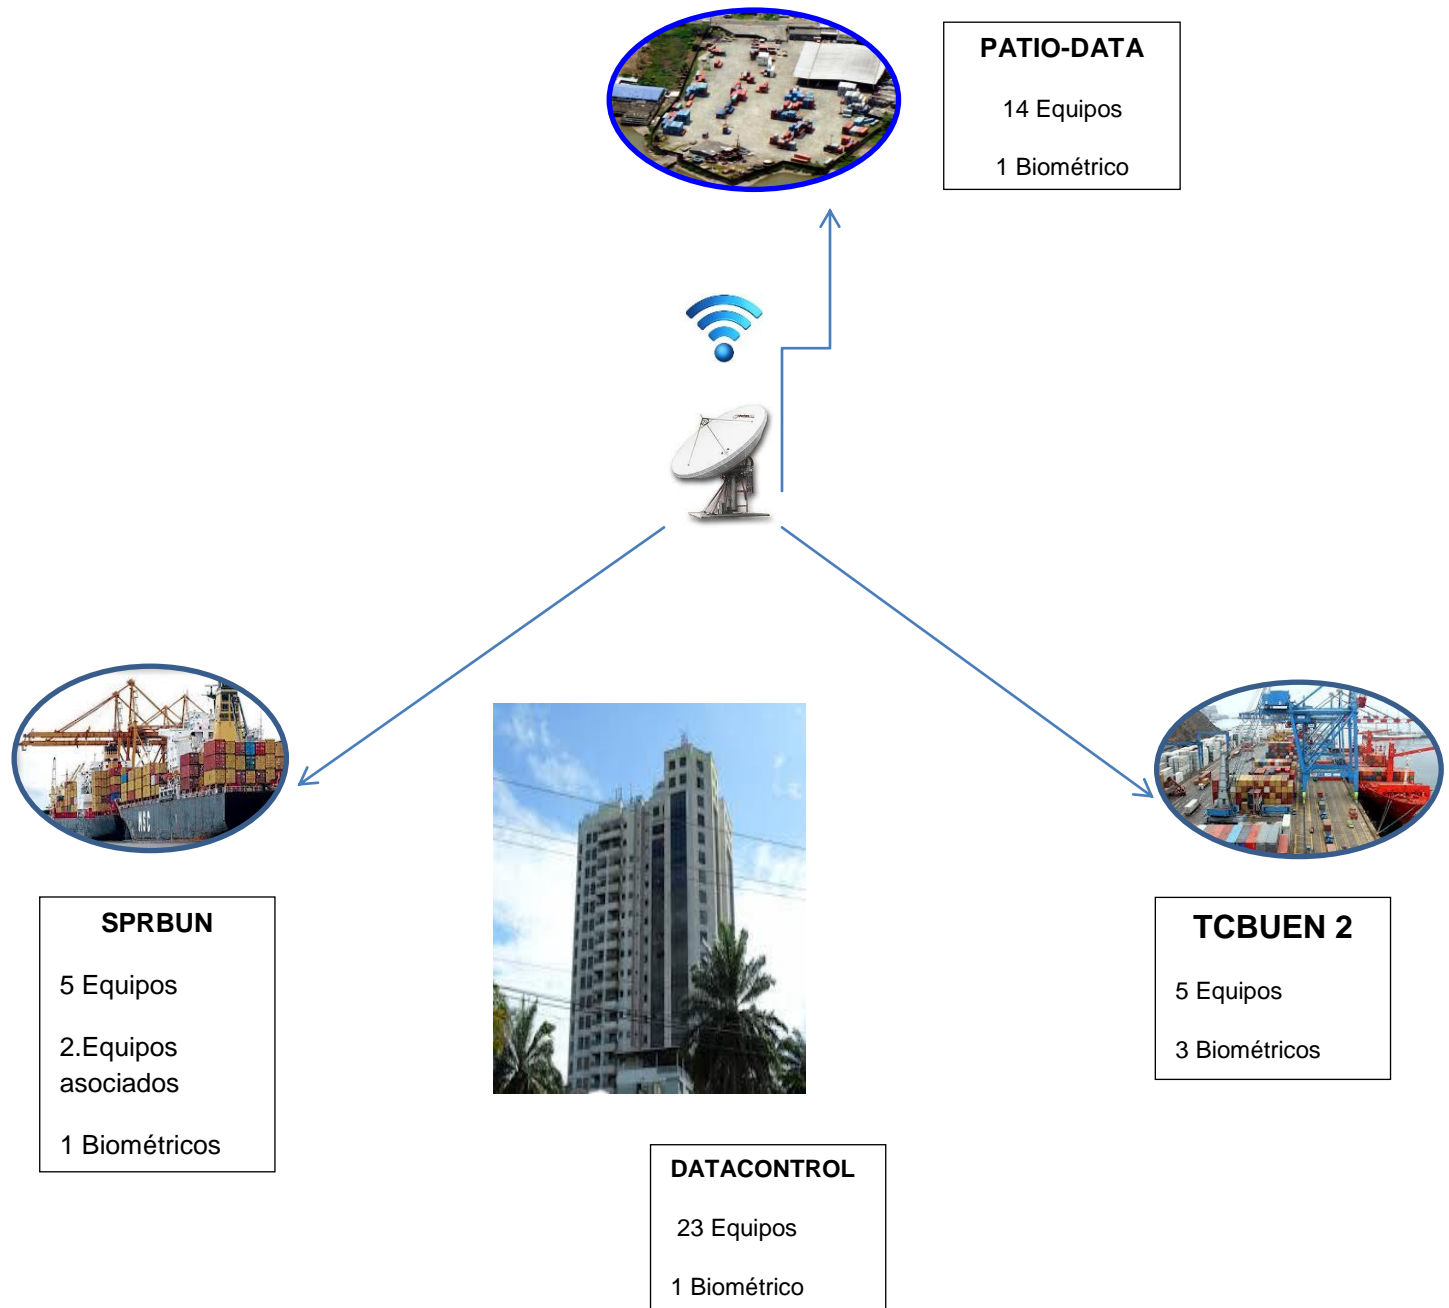 PATIO-DATA
14 Equipos
1 Biométrico
MSC
SPRBUN
5 Equipos
2.Equipos
asociados
1 Biométricos
TCBUEN 2
5 Equipos
3 Biométricos
DATACONTROL
23 Equipos
1 Biométrico